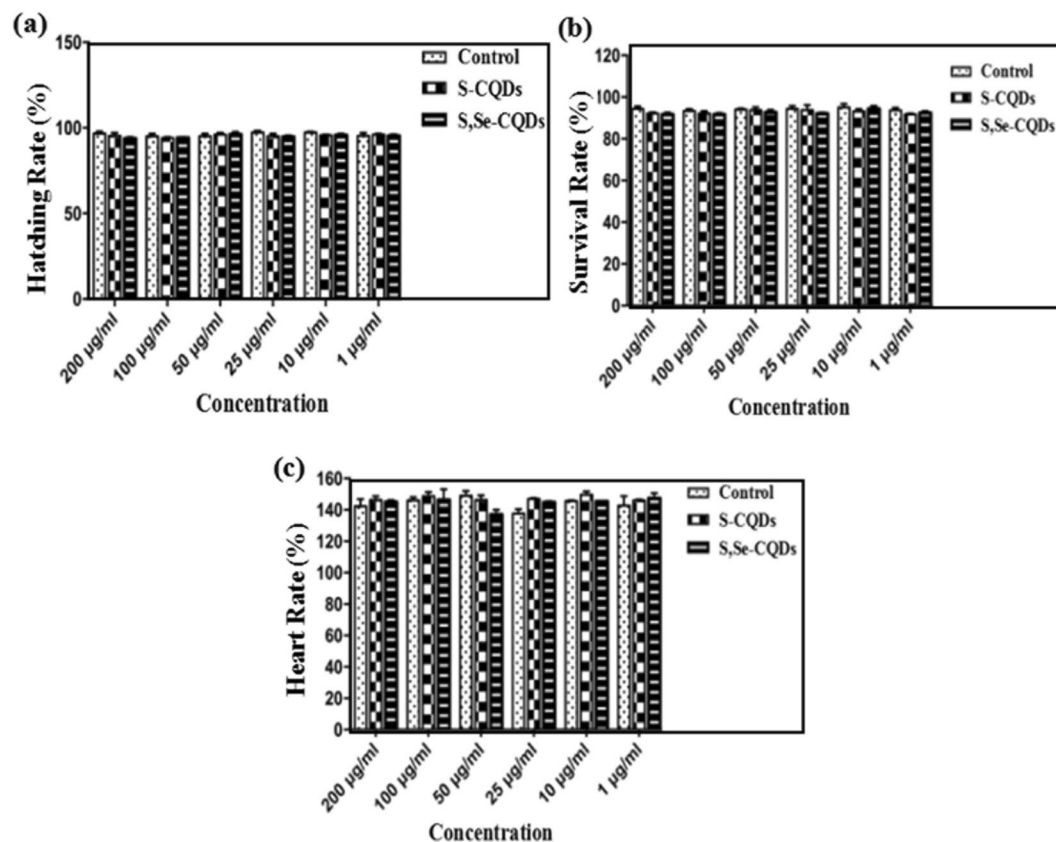 (a)
150
100
50
0
Hatching Rate (%)
Control
S-CQDs
S,Se-CQDs
200 µg/ml
100 µg/ml
50 µg/ml
25 µg/ml
10 µg/ml
1 µg/ml
Concentration
(b)
120
100
80
60
40
20
0
Survival Rate (%)
Control
S-CQDs
S,Se-CQDs
200 µg/ml
100 µg/ml
50 µg/ml
25 µg/ml
10 µg/ml
1 µg/ml
Concentration
(c)
160
140
120
100
80
60
40
20
0
Heart Rate (%)
Control
S-CQDs
S,Se-CQDs
200 µg/ml
100 µg/ml
50 µg/ml
25 µg/ml
10 µg/ml
1 µg/ml
Concentration